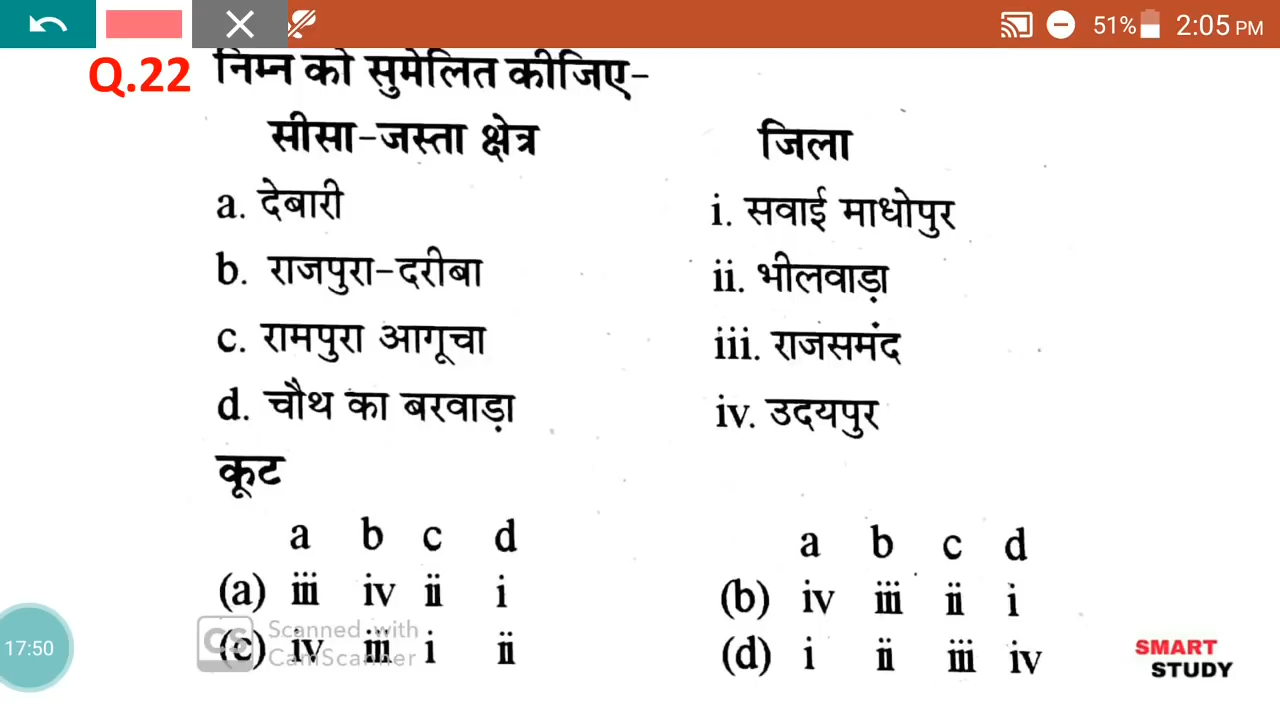 51% 2:05 PM
Q.22 निम्न को सुमेलित कीजिए-
सीसा-जस्ता क्षेत्र जिला
a. देबारी i. सवाई माधोपुर
b. राजपुरा-दरीबा ii. भीलवाड़ा
c. रामपुरा आगूचा iii. राजसमंद
d. चौथ का बरवाड़ा iv. उदयपुर
कूट
a b c d a b c d
(a) iii iv ii i (b) iv iii ii i
(c) iv iii i ii (d) i ii iii iv
CS Scanned with
CamScanner
17:50
SMART
STUDY